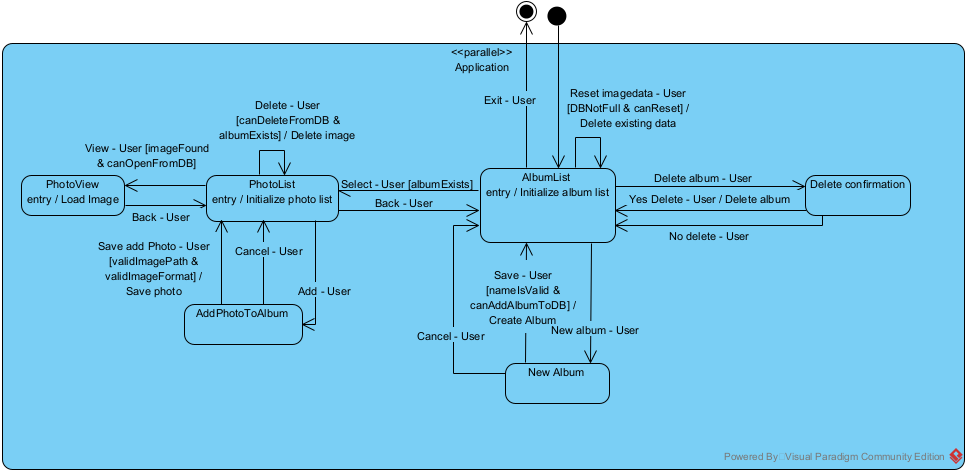 <<parallel>>
Application
Exit - User
Reset imagedata - User
[DBNotFull & canReset] /
Delete existing data
Delete - User
[canDeleteFromDB &
albumExists] / Delete image
View - User [imageFound
& canOpenFromDB]
PhotoView
entry / Load Image
PhotoList
entry / Initialize photo list
Select - User [albumExists]
Back - User
AlbumList
entry / Initialize album list
Delete album - User
Delete confirmation
Yes Delete - User / Delete album
No delete - User
Back - User
Save add Photo - User
[validImagePath &
validImageFormat] /
Save photo
Cancel - User
Add - User
AddPhotoToAlbum
Save - User
[nameIsValid &
canAddAlbumToDB] /
Create Album
Cancel - User
New album - User
New Album
Powered By Visual Paradigm Community Edition